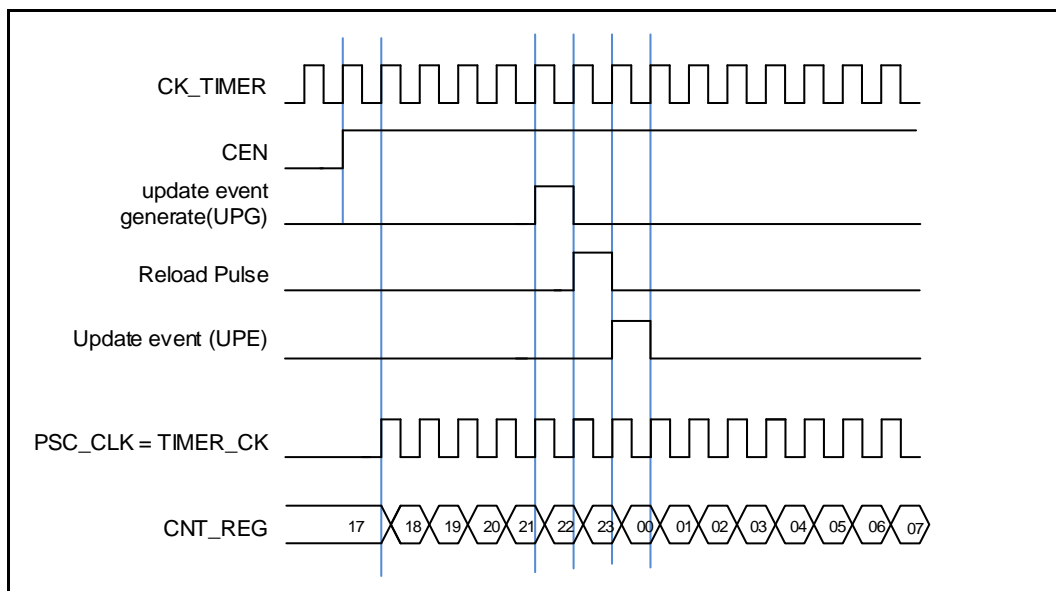 CK_TIMER
CEN
update event
generate(UPG)
Reload Pulse
Update event (UPE)
PSC_CLK = TIMER_CK
CNT_REG 17 18 19 20 21 22 23 00 01 02 03 04 05 06 07